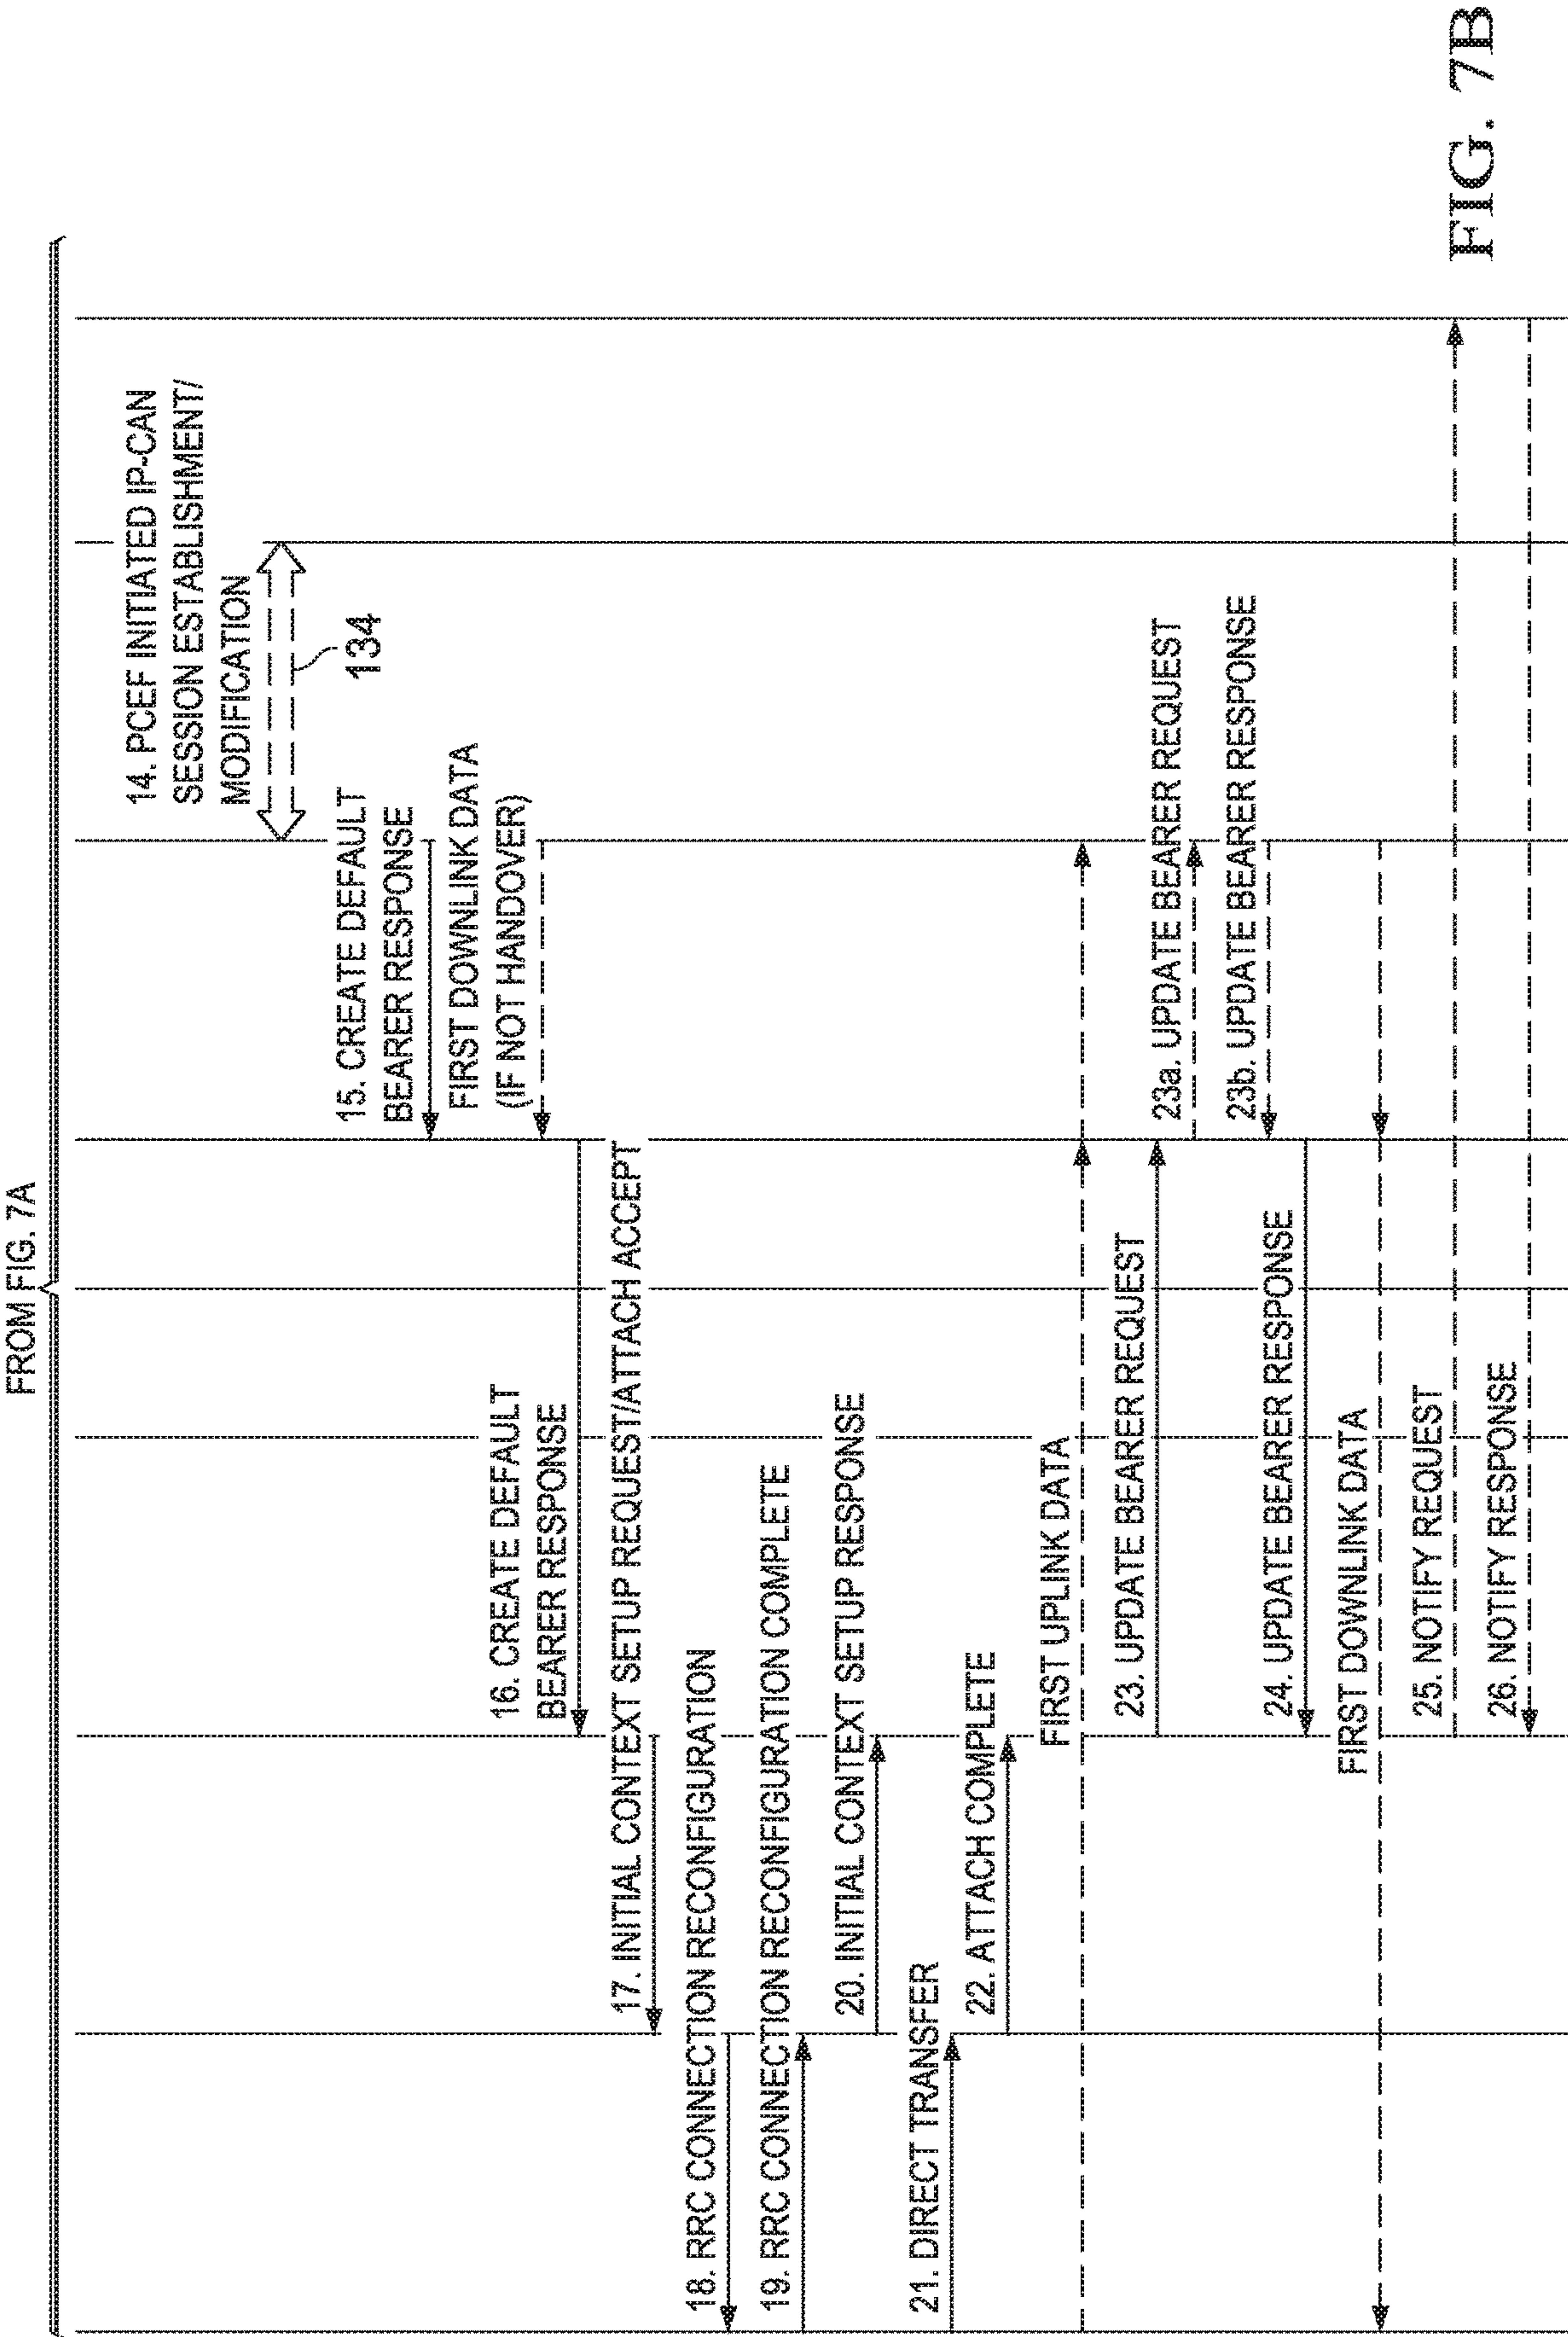 FROM FIG. 7A
14. PCEF INITIATED IP-CAN
SESSION ESTABLISHMENT/
MODIFICATION
134
15. CREATE DEFAULT
BEARER RESPONSE
FIRST DOWNLINK DATA
(IF NOT HANDOVER)
16. CREATE DEFAULT
BEARER RESPONSE
17. INITIAL CONTEXT SETUP REQUEST/ATTACH ACCEPT
18. RRC CONNECTION RECONFIGURATION
19. RRC CONNECTION RECONFIGURATION COMPLETE
20. INITIAL CONTEXT SETUP RESPONSE
21. DIRECT TRANSFER
22. ATTACH COMPLETE
FIRST UPLINK DATA
23. UPDATE BEARER REQUEST
23a. UPDATE BEARER REQUEST
23b. UPDATE BEARER RESPONSE
24. UPDATE BEARER RESPONSE
FIRST DOWNLINK DATA
25. NOTIFY REQUEST
26. NOTIFY RESPONSE
FIG. 7B